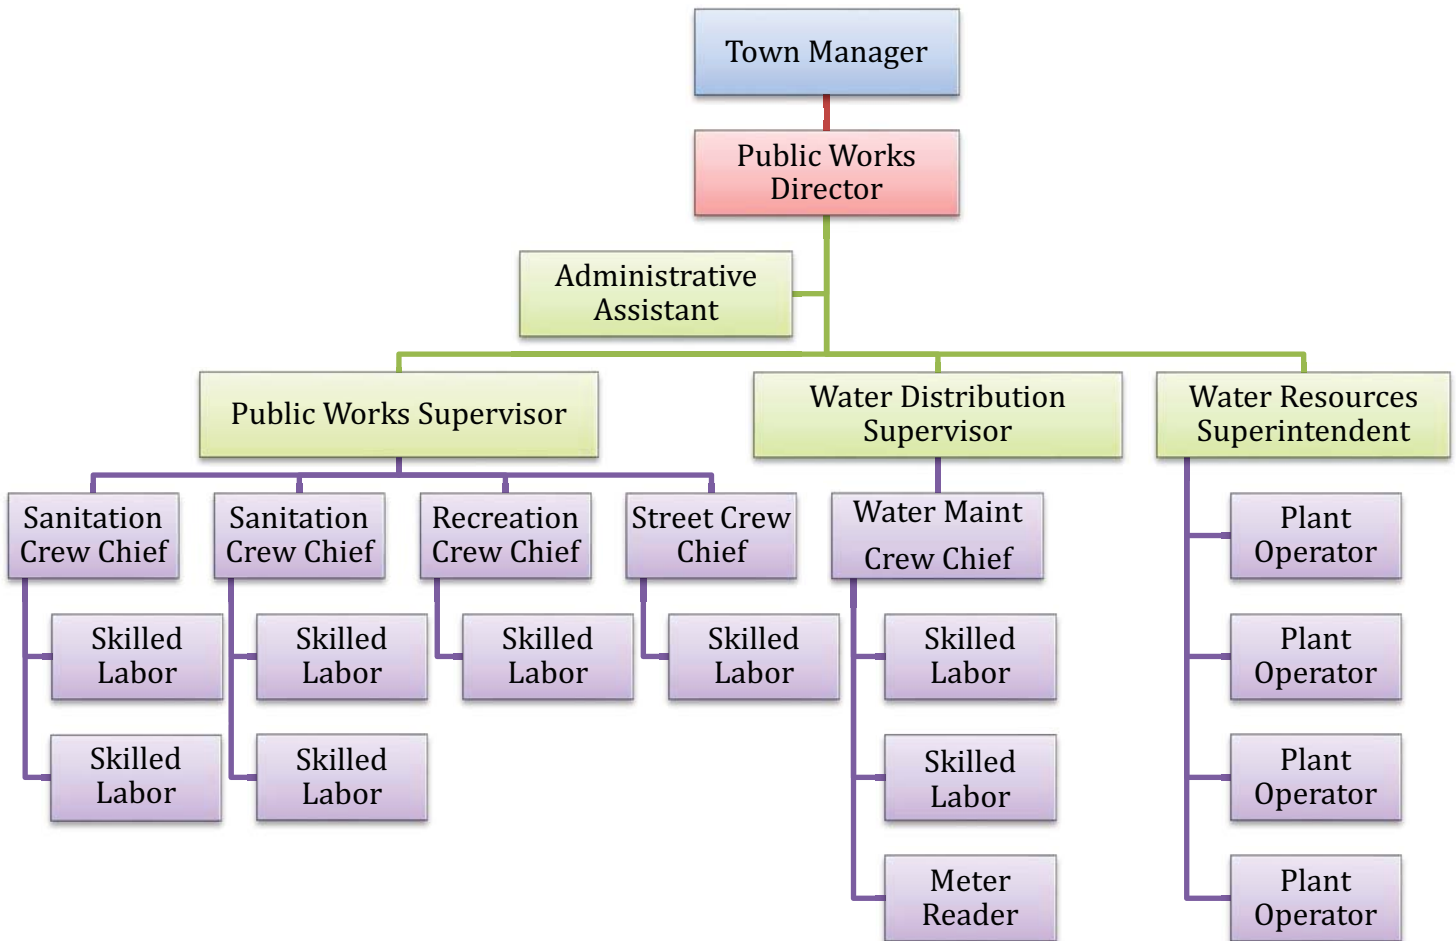 Town Manager
Public Works
Director
Administrative
Assistant
Public Works Supervisor
Water Distribution
Supervisor
Water Resources
Superintendent
Sanitation
Crew Chief
Sanitation
Crew Chief
Recreation
Crew Chief
Street Crew
Chief
Water Maint
Crew Chief
Plant
Operator
Skilled
Labor
Skilled
Labor
Skilled
Labor
Skilled
Labor
Skilled
Labor
Plant
Operator
Skilled
Labor
Skilled
Labor
Skilled
Labor
Plant
Operator
Meter
Reader
Plant
Operator